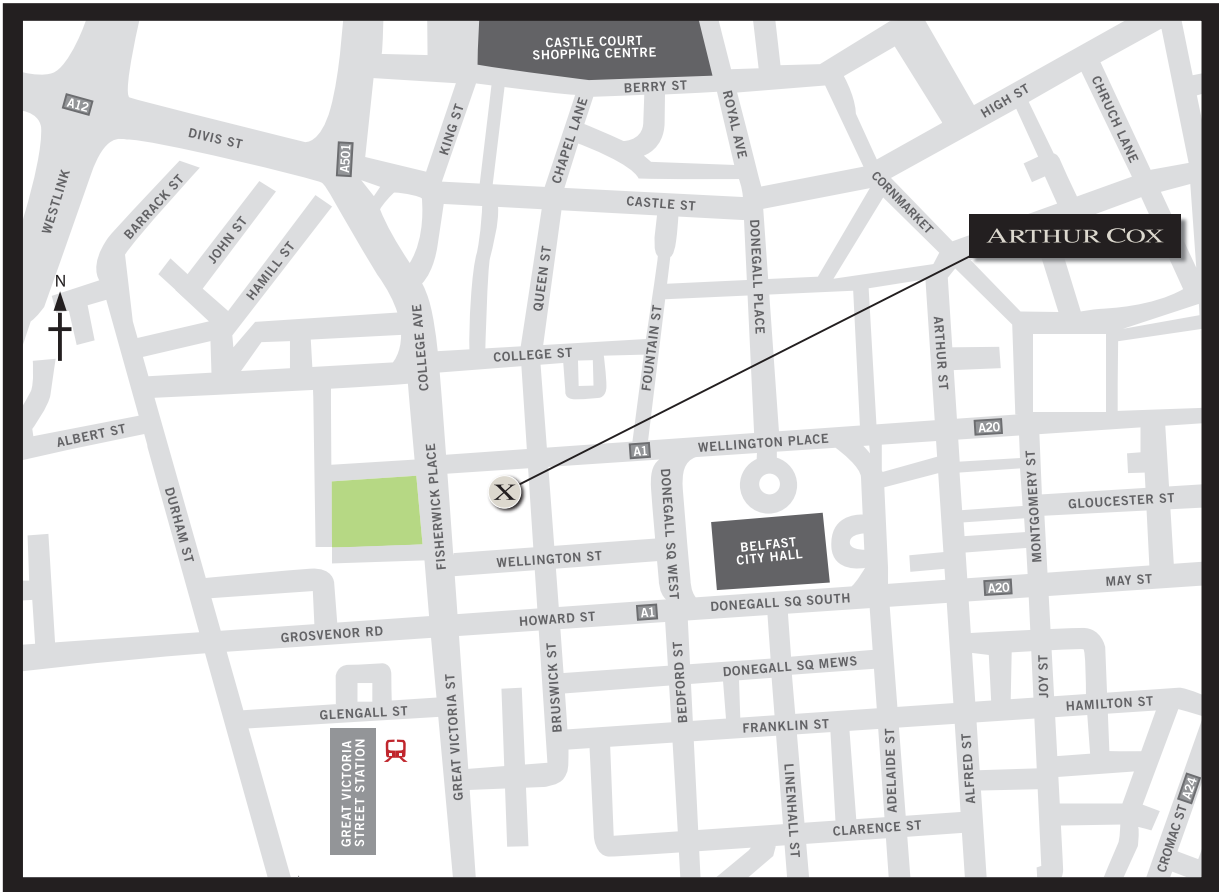 CASTLE COURT
SHOPPING CENTRE
BERRY ST
A12
DIVIS ST
A501
KING ST
CHAPEL LANE
ROYAL AVE
HIGH ST
CHRUCH LANE
WESTLINK
BARRACK ST
JOHN ST
HAMILL ST
CASTLE ST
CORNMARKET
ARTHUR COX
N
QUEEN ST
DONEGALL PLACE
COLLEGE AVE
COLLEGE ST
FOUNTAIN ST
ARTHUR ST
ALBERT ST
A1
WELLINGTON PLACE
A20
DURHAM ST
FISHERWICK PLACE
X
DONEGALL SQ WEST
MONTGOMERY ST
GLOUCESTER ST
BELFAST
CITY HALL
WELLINGTON ST
MAY ST
A20
GROSVENOR RD
HOWARD ST
A1
DONEGALL SQ SOUTH
BRUSWICK ST
BEDFORD ST
DONEGALL SQ MEWS
JOY ST
GLENGALL ST
GREAT VICTORIA ST
FRANKLIN ST
HAMILTON ST
GREAT VICTORIA
STREET STATION
LINENHALL ST
ADELAIDE ST
ALFRED ST
CLARENCE ST
CROMAC ST
A24